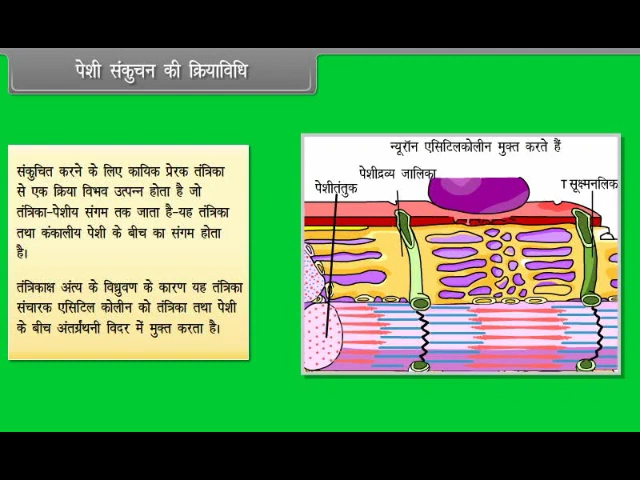 पेशी संकुचन की क्रियाविधि
संकुचित करने के लिए कायिक प्रेरक तंत्रिका
से एक क्रिया विभव उत्पन्न होता है जो
तंत्रिका-पेशीय संगम तक जाता है-यह तंत्रिका
तथा कंकालीय पेशी के बीच का संगम होता
है।
तंत्रिकाक्ष अंत्य के विध्रुवण के कारण यह तंत्रिका
संचारक एसिटिल कोलीन को तंत्रिका तथा पेशी
के बीच अंतर्ग्रंथनी विदर में मुक्त करता है।
न्यूरॉन एसिटिलकोलीन मुक्त करते हैं
पेशीद्रव्य जालिका
पेशीतंतुक
T सूक्ष्मनलिक